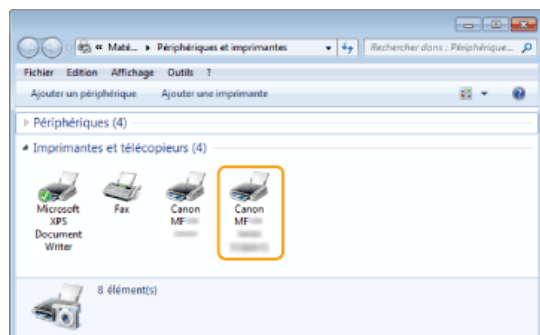 « Maté... ▸ Périphériques et imprimantes
Rechercher dans : Périphérique...
Fichier Edition Affichage Outils ?
Ajouter un périphérique Ajouter une imprimante
Périphériques (4)
Imprimantes et télécopieurs (4)
Microsoft
XPS
Document
Writer
Fax
Canon
MF
Canon
MF
8 élément(s)